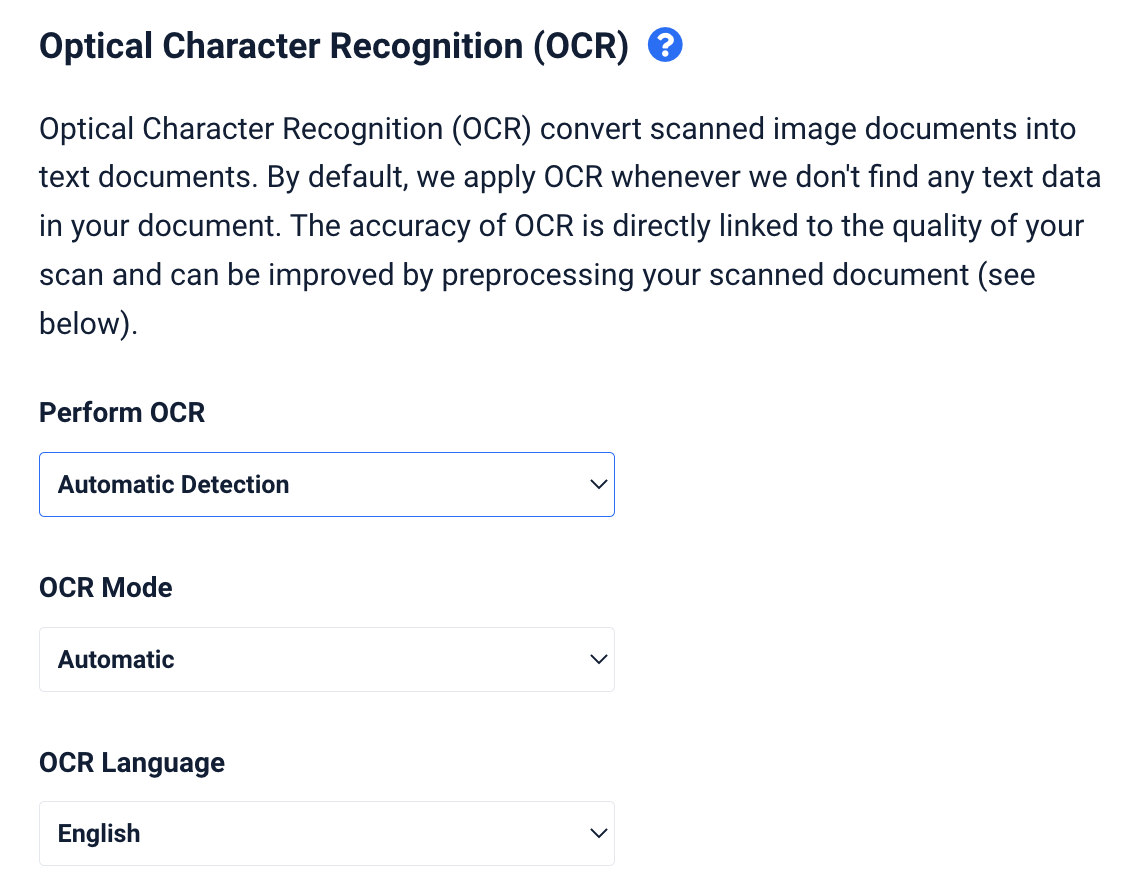 Optical Character Recognition (OCR) ?
Optical Character Recognition (OCR) convert scanned image documents into
text documents. By default, we apply OCR whenever we don't find any text data
in your document. The accuracy of OCR is directly linked to the quality of your
scan and can be improved by preprocessing your scanned document (see
below).
Perform OCR
Automatic Detection
OCR Mode
Automatic
OCR Language
English